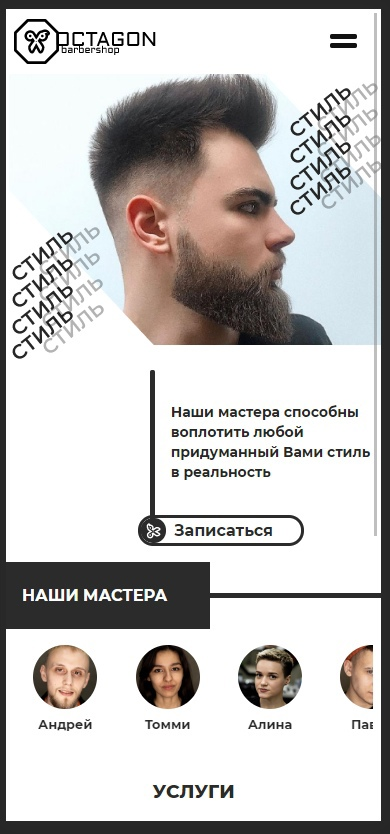 OCTAGON
barbershop
СТИЛЬ СТИЛЬ
СТИЛЬ СТИЛЬ
СТИЛЬ СТИЛЬ
СТИЛЬ СТИЛЬ
СТИЛЬ СТИЛЬ
СТИЛЬ СТИЛЬ
СТИЛЬ СТИЛЬ
СТИЛЬ СТИЛЬ
Наши мастера способны
воплотить любой
придуманный Вами стиль
в реальность
Записаться
НАШИ МАСТЕРА
Андрей Томми Алина Пав
УСЛУГИ